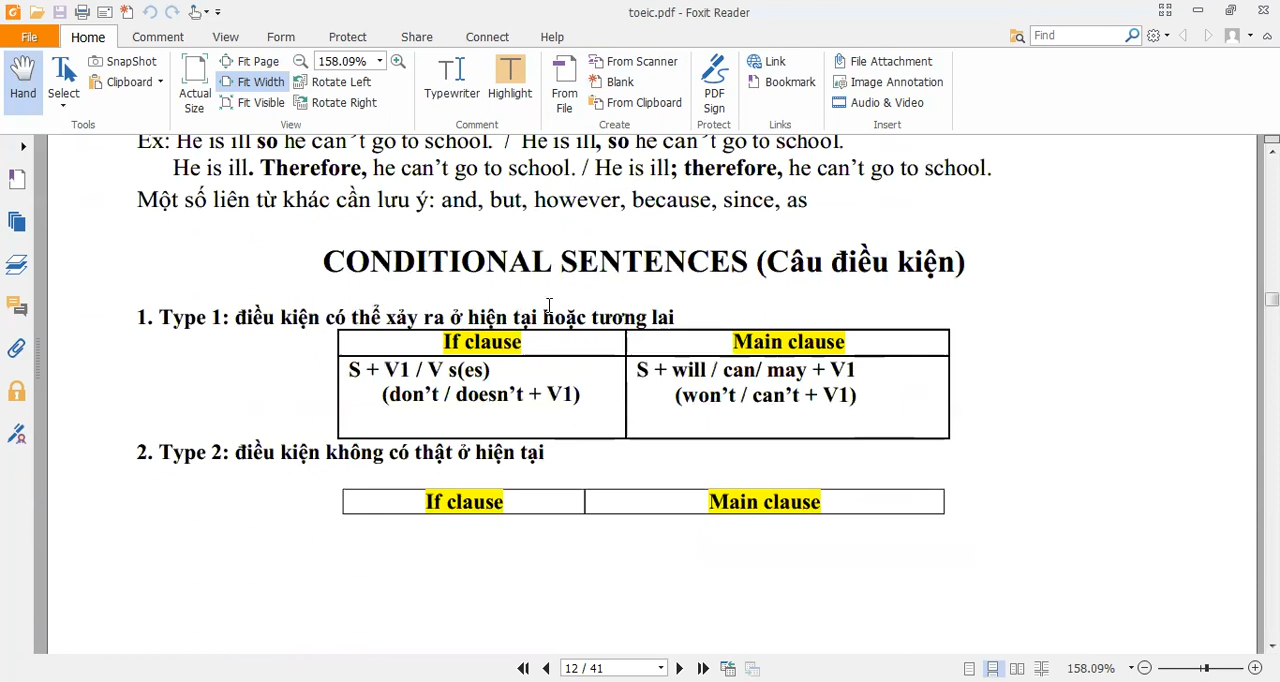 toeic.pdf - Foxit Reader
File Home Comment View Form Protect Share Connect Help Find
Hand
Select
SnapShot
Clipboard
Actual Size
Fit Page
Fit Width
Fit Visible
158.09%
Rotate Left
Rotate Right
Typewriter
Highlight
From File
From Scanner
Blank
From Clipboard
PDF Sign
Link
Bookmark
File Attachment
Image Annotation
Audio & Video
Tools View Comment Create Protect Links Insert
Ex: He is ill so he can't go to school. / He is ill, so he can't go to school.
He is ill. Therefore, he can't go to school. / He is ill; therefore, he can't go to school.
Một số liên từ khác cần lưu ý: and, but, however, because, since, as
CONDITIONAL SENTENCES (Câu điều kiện)
1. Type 1: điều kiện có thể xảy ra ở hiện tại hoặc tương lai
If clause Main clause
S + V1 / V s(es) S + will / can/ may + V1
(don't / doesn't + V1) (won't / can't + V1)
2. Type 2: điều kiện không có thật ở hiện tại
If clause Main clause
12 / 41 158.09%